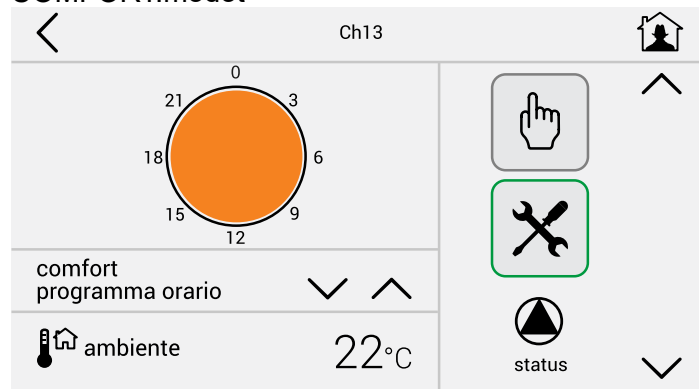 Ch13
0
21
3
18
6
15
9
12
comfort
programma orario
ambiente
22°C
status